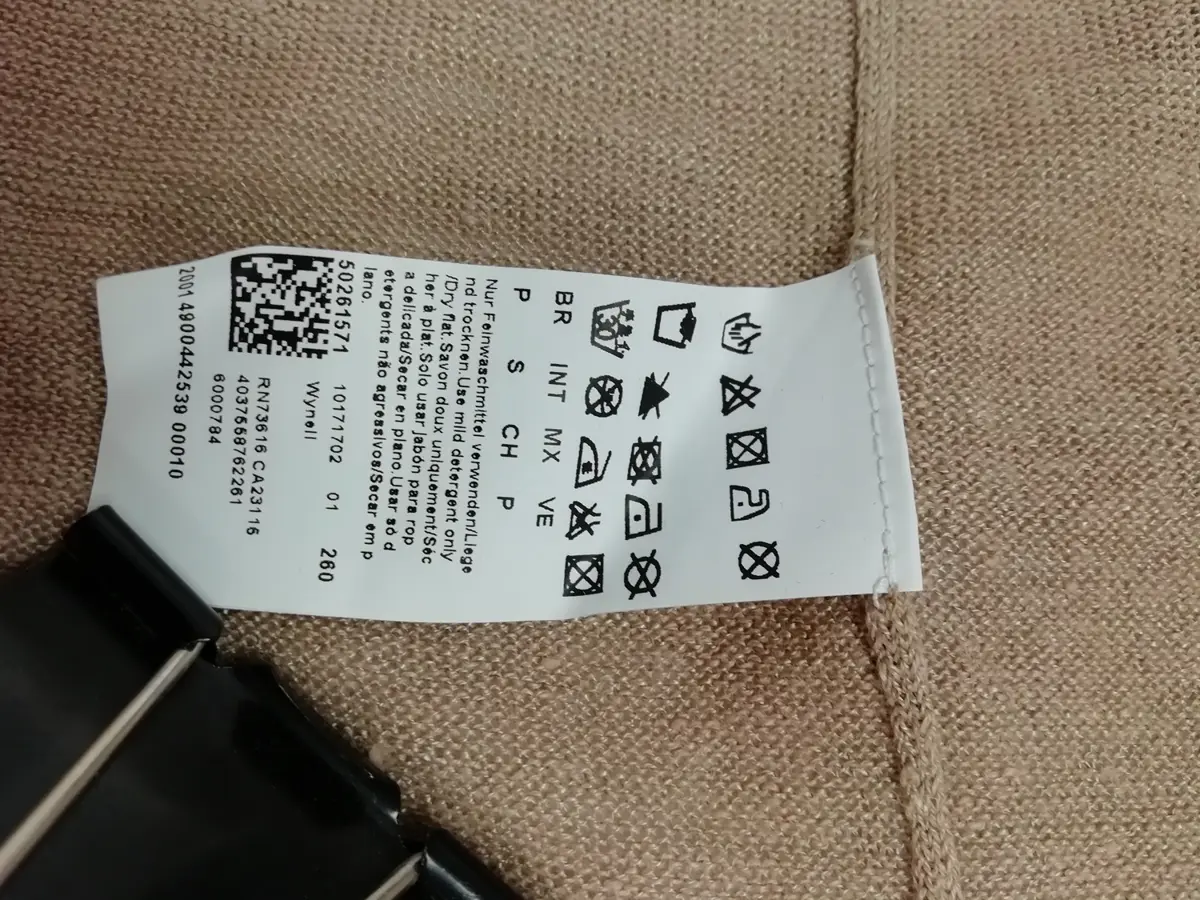 30
BR INT MX VE
P S CH P
Nur Feinwaschmittel verwenden/Liege
nd trocknen.Use mild detergent only
/Dry flat.Savon doux uniquement/Séc
her à plat.Solo usar jabón para rop
a delicada/Secar en plano.Usar só d
etergents não agressivos/Secar em p
lano.
50261571
10171702 01 260
Wynell
RN73616 CA23116
4037658762261
6000784
2001 4900442539 00010